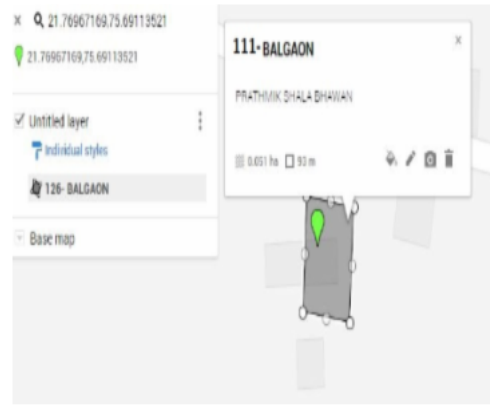 21.76967169,75.69113521
21.76967169,75.69113521
Untitled layer
Individual styles
126- BALGAON
Base map
111-BALGAON
PRATHMIK SHALA BHAWAN
0.051 ha 93 m